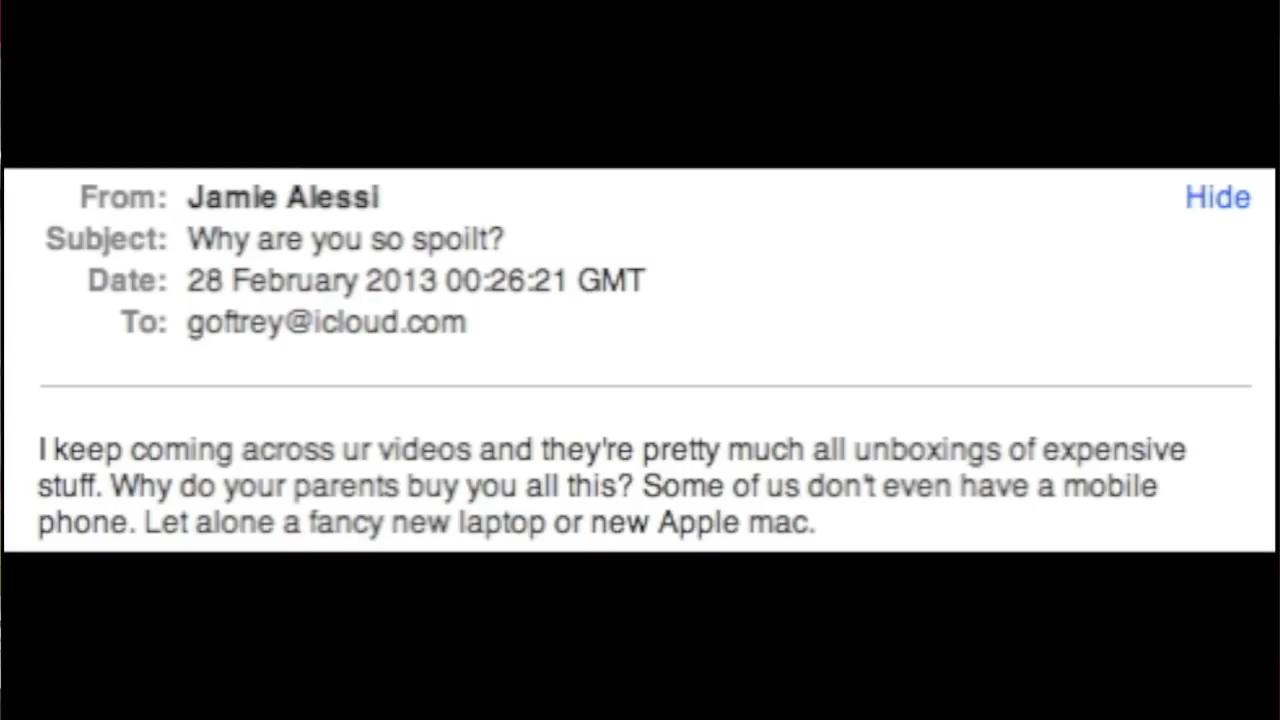 From: Jamie Alessi Hide
Subject: Why are you so spoilt?
Date: 28 February 2013 00:26:21 GMT
To: goftrey@icloud.com
I keep coming across ur videos and they're pretty much all unboxings of expensive
stuff. Why do your parents buy you all this? Some of us don't even have a mobile
phone. Let alone a fancy new laptop or new Apple mac.